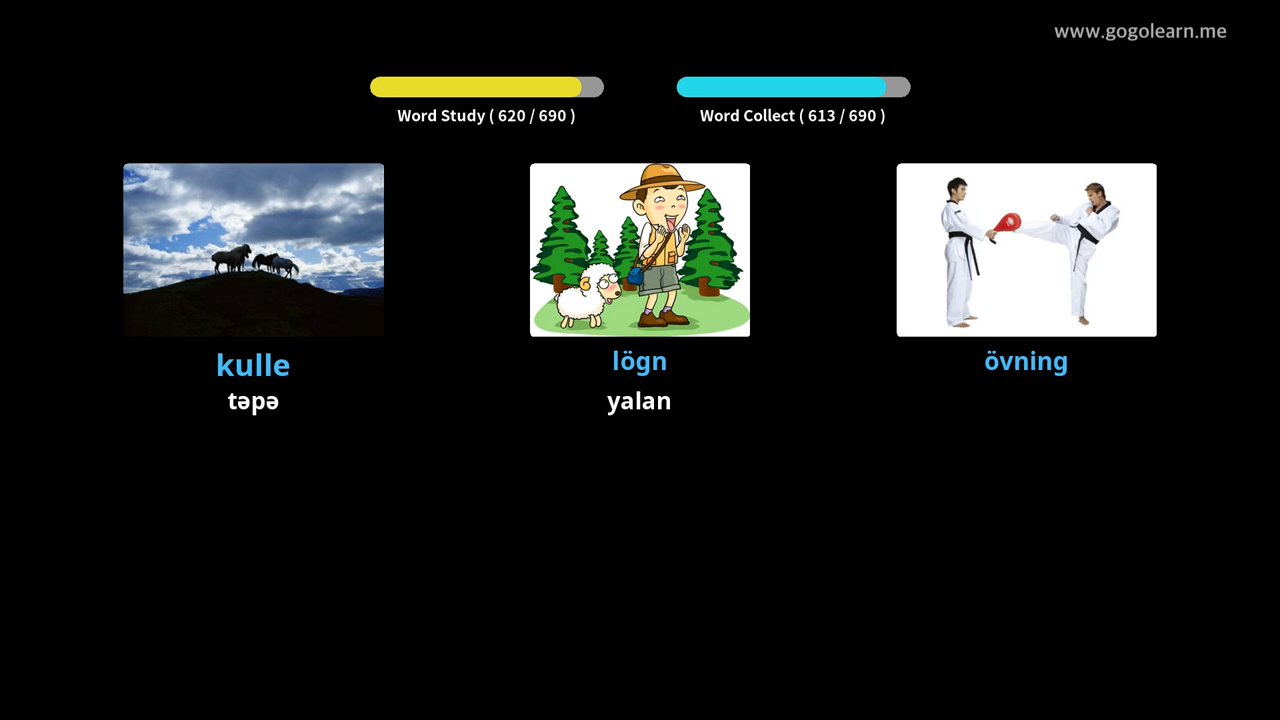 www.gogolearn.me
Word Study ( 620 / 690 )
Word Collect ( 613 / 690 )
kulle
təpə
lögn
yalan
övning